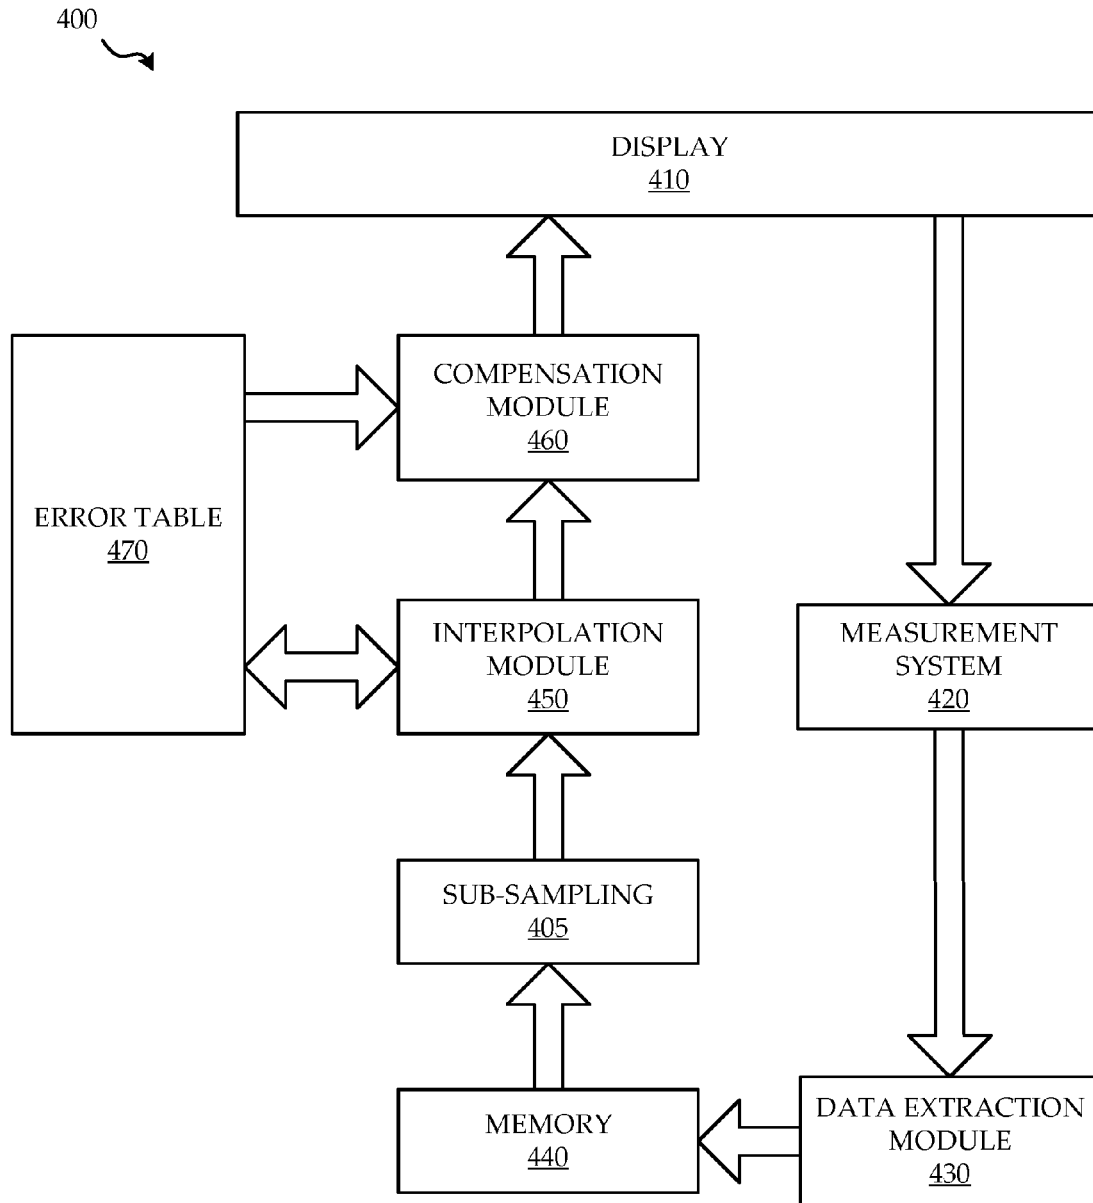 400
DISPLAY
410
COMPENSATION
MODULE
460
ERROR TABLE
470
INTERPOLATION
MODULE
450
MEASUREMENT
SYSTEM
420
SUB-SAMPLING
405
MEMORY
440
DATA EXTRACTION
MODULE
430